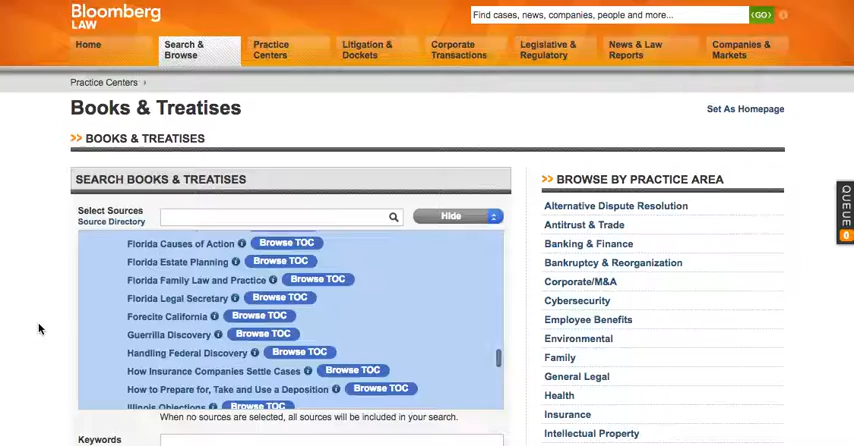 Bloomberg
LAW
Find cases, news, companies, people and more...
GO
Home
Search & Browse
Practice Centers
Litigation & Dockets
Corporate Transactions
Legislative & Regulatory
News & Law Reports
Companies & Markets
Practice Centers ›
Books & Treatises
Set As Homepage
>> BOOKS & TREATISES
SEARCH BOOKS & TREATISES
Select Sources
Source Directory
Hide
Florida Causes of Action Browse TOC
Florida Estate Planning Browse TOC
Florida Family Law and Practice Browse TOC
Florida Legal Secretary Browse TOC
Forecite California Browse TOC
Guerrilla Discovery Browse TOC
Handling Federal Discovery Browse TOC
How Insurance Companies Settle Cases Browse TOC
How to Prepare for, Take and Use a Deposition Browse TOC
Illinois Objections Browse TOC
When no sources are selected, all sources will be included in your search.
Keywords
>> BROWSE BY PRACTICE AREA
Alternative Dispute Resolution
Antitrust & Trade
Banking & Finance
Bankruptcy & Reorganization
Corporate/M&A
Cybersecurity
Employee Benefits
Environmental
Family
General Legal
Health
Insurance
Intellectual Property
QUEUE
0